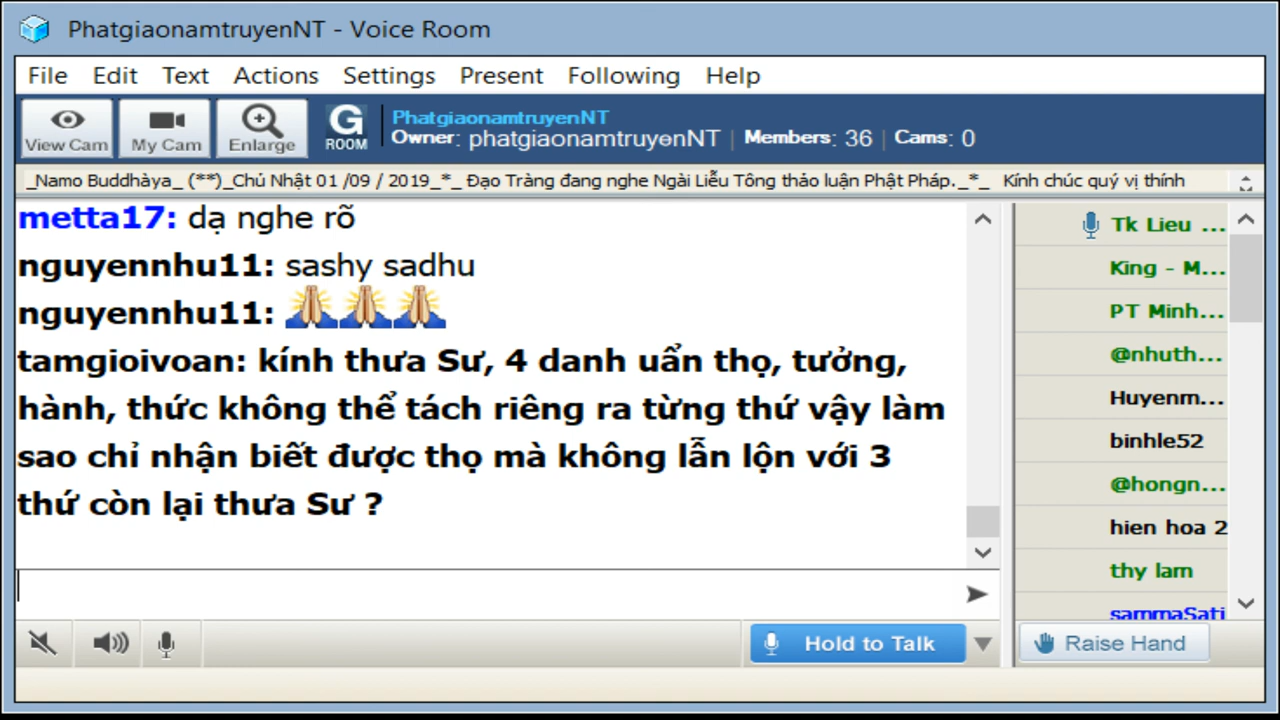 PhatgiaonamtruyenNT - Voice Room
File Edit Text Actions Settings Present Following Help
View Cam My Cam Enlarge G ROOM
PhatgiaonamtruyenNT
Owner: phatgiaonamtruyenNT | Members: 36 | Cams: 0
_Namo Buddhàya_ (**)_Chủ Nhật 01 /09 / 2019_*_ Đạo Tràng đang nghe Ngài Liễu Tông thảo luận Phật Pháp._*_ Kính chúc quý vị thính
metta17: dạ nghe rõ
nguyennhu11: sashy sadhu
nguyennhu11: 🙏🙏🙏
tamgioivoan: kính thưa Sư, 4 danh uẩn thọ, tưởng,
hành, thức không thể tách riêng ra từng thứ vậy làm
sao chỉ nhận biết được thọ mà không lẫn lộn với 3
thứ còn lại thưa Sư ?
Tk Lieu ...
King - M...
PT Minh...
@nhuth...
Huyenm...
binhle52
@hongn...
hien hoa 2
thy lam
sammaSati
Hold to Talk
Raise Hand